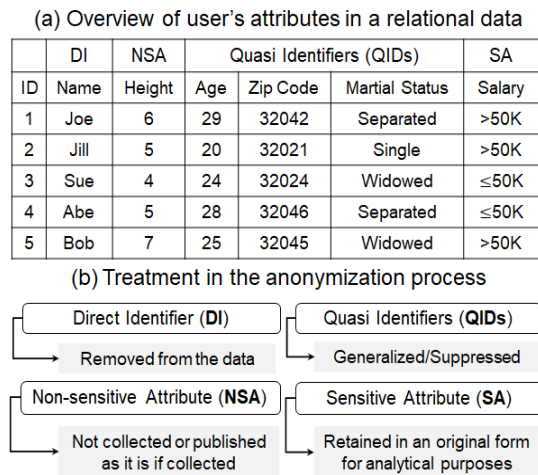 (a) Overview of user's attributes in a relational data
DI NSA Quasi Identifiers (QIDs) SA
ID Name Height Age Zip Code Martial Status Salary
1 Joe 6 29 32042 Separated >50K
2 Jill 5 20 32021 Single >50K
3 Sue 4 24 32024 Widowed ≤50K
4 Abe 5 28 32046 Separated ≤50K
5 Bob 7 25 32045 Widowed >50K
(b) Treatment in the anonymization process
Direct Identifier (DI)
Removed from the data
Quasi Identifiers (QIDs)
Generalized/Suppressed
Non-sensitive Attribute (NSA)
Not collected or published
as it is if collected
Sensitive Attribute (SA)
Retained in an original form
for analytical purposes